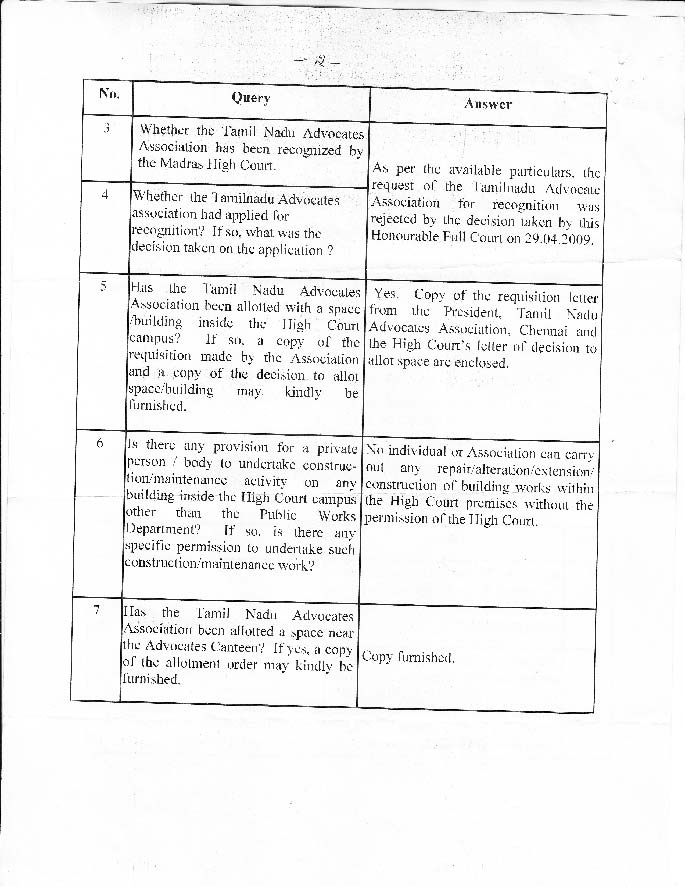 – 2 –
No. Query Answer
3 Whether the Tamil Nadu Advocates
Association has been recognized by
the Madras High Court.
4 Whether the Tamilnadu Advocates
association had applied for
recognition? If so, what was the
decision taken on the application ?
As per the available particulars, the
request of the Tamilnadu Advocate
Association for recognition was
rejected by the decision taken by this
Honourable Full Court on 29.04.2009.
5 Has the Tamil Nadu Advocates
Association been allotted with a space
/building inside the High Court
campus? If so, a copy of the
requisition made by the Association
and a copy of the decision to allot
space/building may kindly be
furnished.
Yes. Copy of the requisition letter
from the President, Tamil Nadu
Advocates Association, Chennai and
the High Court's letter of decision to
allot space are enclosed.
6 Is there any provision for a private
person / body to undertake construc-
tion/maintenance activity on any
building inside the High Court campus
other than the Public Works
Department? If so, is there any
specific permission to undertake such
construction/maintenance work?
No individual or Association can carry
out any repair/alteration/extension/
construction of building works within
the High Court premises without the
permission of the High Court.
7 Has the Tamil Nadu Advocates
Association been allotted a space near
the Advocates Canteen? If yes, a copy
of the allotment order may kindly be
furnished.
Copy furnished.